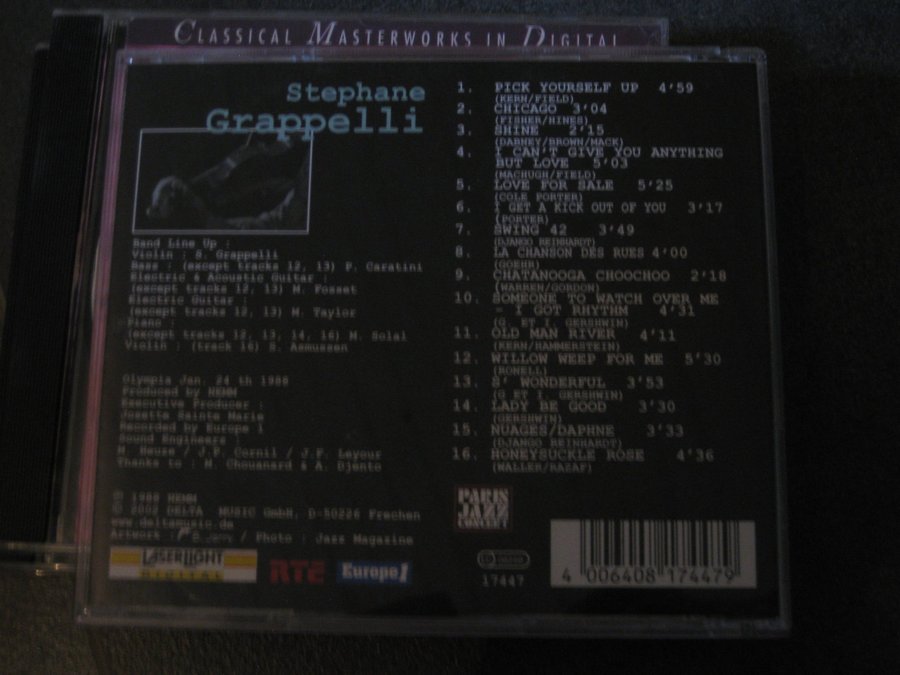 CLASSICAL MASTERWORKS IN DIGITAL
Stephane
Grappelli
Band Line Up :
Violin : S. Grappelli
Bass : (except tracks 12, 13) P. Caratini
Electric & Acoustic Guitar :
(except tracks 12, 13) M. Fosset
Electric Guitar :
(except tracks 12, 13) M. Taylor
Piano :
(except tracks 12, 13, 14, 16) M. Solal
Violin : (track 16) S. Asmussen
Olympia Jan. 24 th 1988
Produced by HEMM
Executive Producer :
Josette Sainte Marie
Recorded by Europe 1
Sound Engineers :
M. Heuse / J.F. Cornil / J.F. Leyour
Thanks to : M. Chouanard & A. Djento
℗ 1988 HEMM
© 2002 DELTA MUSIC GmbH, D-50226 Frechen
www.deltamusic.de
Artwork : / Photo : Jazz Magazine
LASERLIGHT
DIGITAL
RTE
Europe1
1. PICK YOURSELF UP 4'59
(KERN/FIELD)
2. CHICAGO 3'04
(FISHER/HINES)
3. SHINE 2'15
(DABNEY/BROWN/MACK)
4. I CAN'T GIVE YOU ANYTHING
BUT LOVE 5'03
(MACHUGH/FIELD)
5. LOVE FOR SALE 5'25
(COLE PORTER)
6. I GET A KICK OUT OF YOU 3'17
(PORTER)
7. SWING 42 3'49
(DJANGO REINHARDT)
8. LA CHANSON DES RUES 4'00
(GOEHR)
9. CHATANOOGA CHOOCHOO 2'18
(WARREN/GORDON)
10. SOMEONE TO WATCH OVER ME
- I GOT RHYTHM 4'31
(G. ET I. GERSHWIN)
11. OLD MAN RIVER 4'11
(KERN/HAMMERSTEIN)
12. WILLOW WEEP FOR ME 5'30
(RONELL)
13. S' WONDERFUL 3'53
(G ET I. GERSHWIN)
14. LADY BE GOOD 3'30
(GERSHWIN)
15. NUAGES/DAPHNE 3'33
(DJANGO REINHARDT)
16. HONEYSUCKLE ROSE 4'36
(WALLER/RAZAF)
PARIS
JAZZ
CONCERT
17447
4 006408 174479